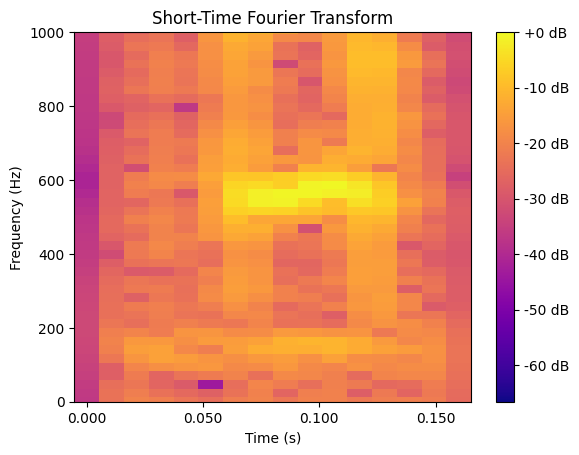 Short-Time Fourier Transform
1000
800
600
400
200
0
Frequency (Hz)
0.000
0.050
0.100
0.150
Time (s)
+0 dB
-10 dB
-20 dB
-30 dB
-40 dB
-50 dB
-60 dB